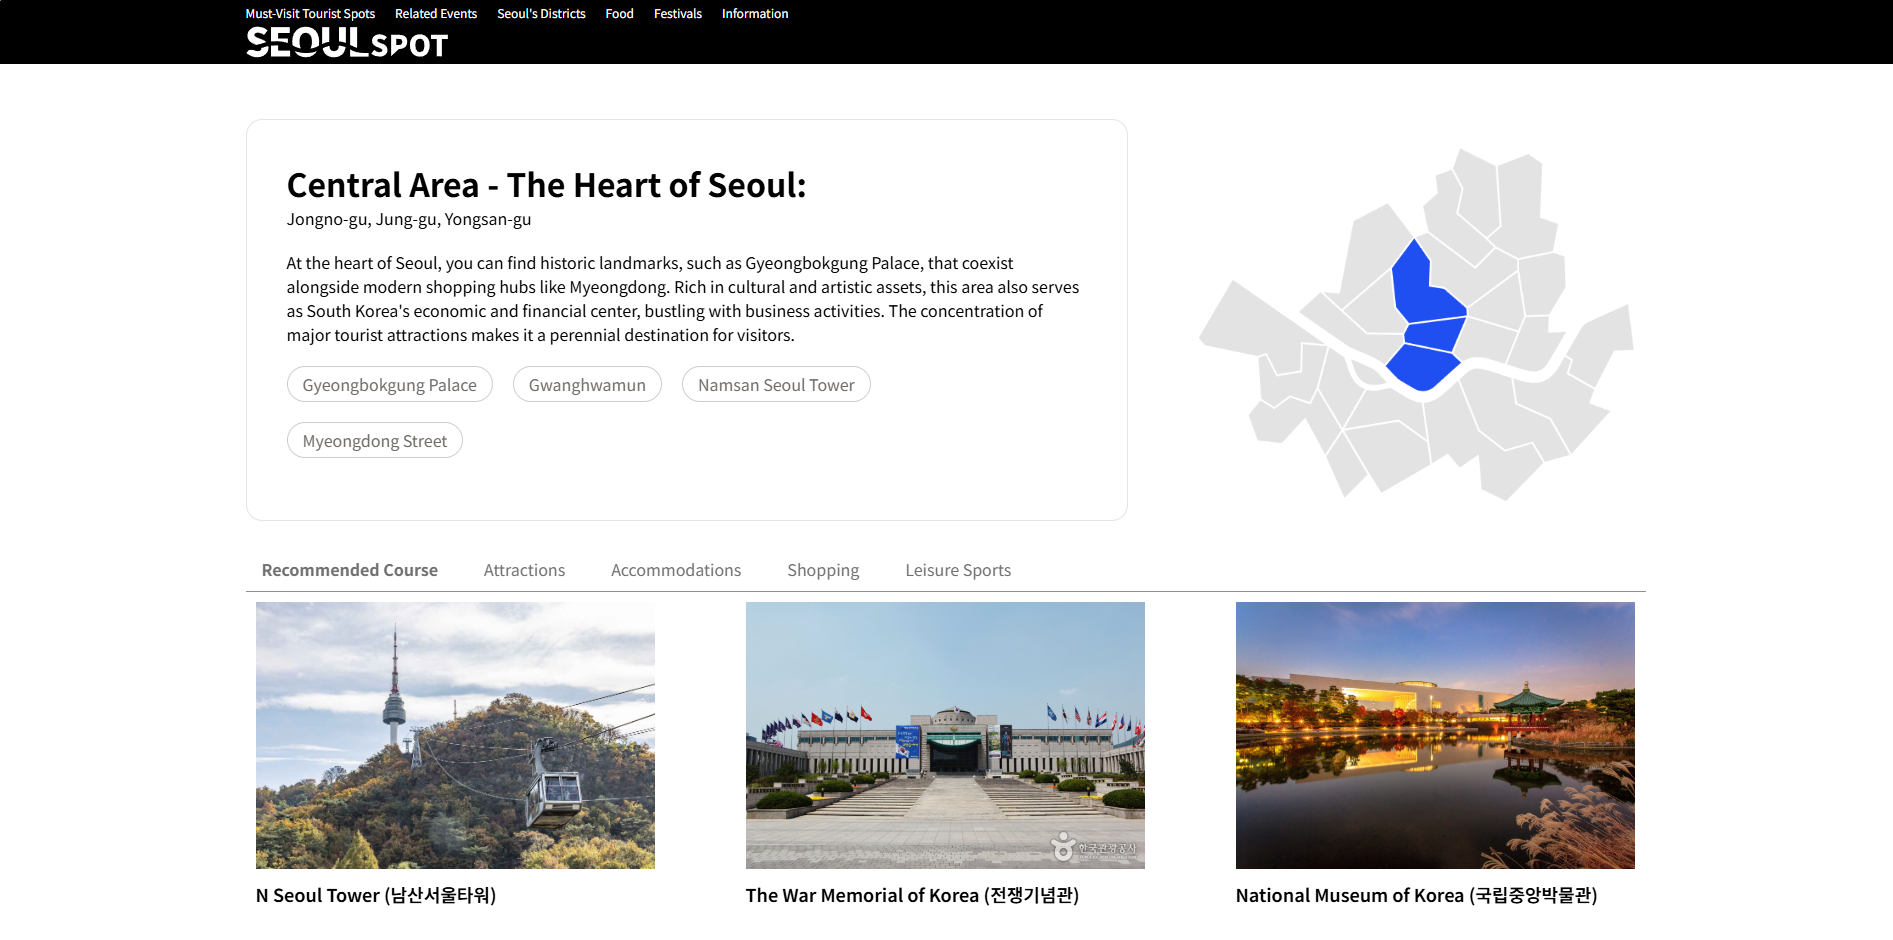 Must-Visit Tourist Spots Related Events Seoul's Districts Food Festivals Information
SEOUL SPOT
Central Area - The Heart of Seoul:
Jongno-gu, Jung-gu, Yongsan-gu
At the heart of Seoul, you can find historic landmarks, such as Gyeongbokgung Palace, that coexist
alongside modern shopping hubs like Myeongdong. Rich in cultural and artistic assets, this area also serves
as South Korea's economic and financial center, bustling with business activities. The concentration of
major tourist attractions makes it a perennial destination for visitors.
Gyeongbokgung Palace Gwanghwamun Namsan Seoul Tower
Myeongdong Street
Recommended Course Attractions Accommodations Shopping Leisure Sports
한국관광공사
N Seoul Tower (남산서울타워) The War Memorial of Korea (전쟁기념관) National Museum of Korea (국립중앙박물관)